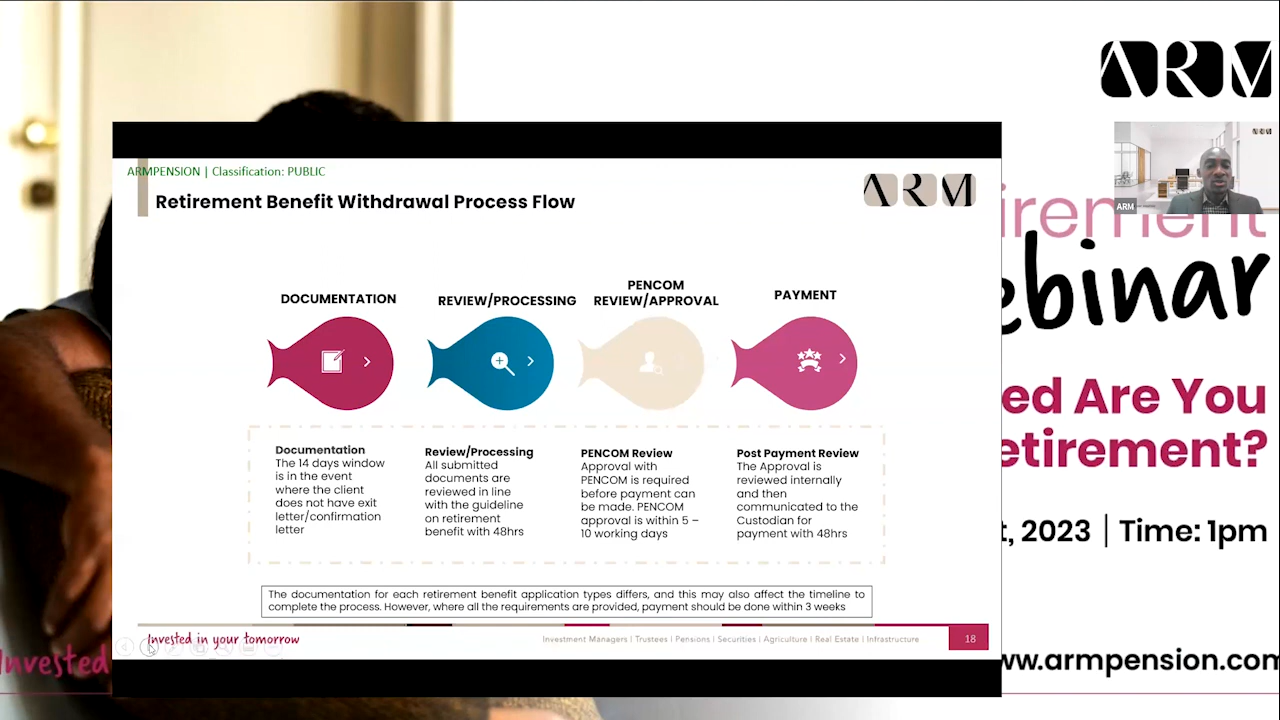 ARM
ARMPENSION | Classification: PUBLIC
Retirement Benefit Withdrawal Process Flow
ARM
ARM
ARM
DOCUMENTATION
REVIEW/PROCESSING
PENCOM
REVIEW/APPROVAL
PAYMENT
Documentation
The 14 days window
is in the event
where the client
does not have exit
letter/confirmation
letter
Review/Processing
All submitted
documents are
reviewed in line
with the guideline
on retirement
benefit with 48hrs
PENCOM Review
Approval with
PENCOM is required
before payment can
be made. PENCOM
approval is within 5 –
10 working days
Post Payment Review
The Approval is
reviewed internally
and then
communicated to the
Custodian for
payment with 48hrs
The documentation for each retirement benefit application types differs, and this may also affect the timeline to
complete the process. However, where all the requirements are provided, payment should be done within 3 weeks
Invested in your tomorrow
Investment Managers | Trustees | Pensions | Securities | Agriculture | Real Estate | Infrastructure
18
irement
ebinar
ed Are You
etirement?
t, 2023 | Time: 1pm
ww.armpension.com
Invested